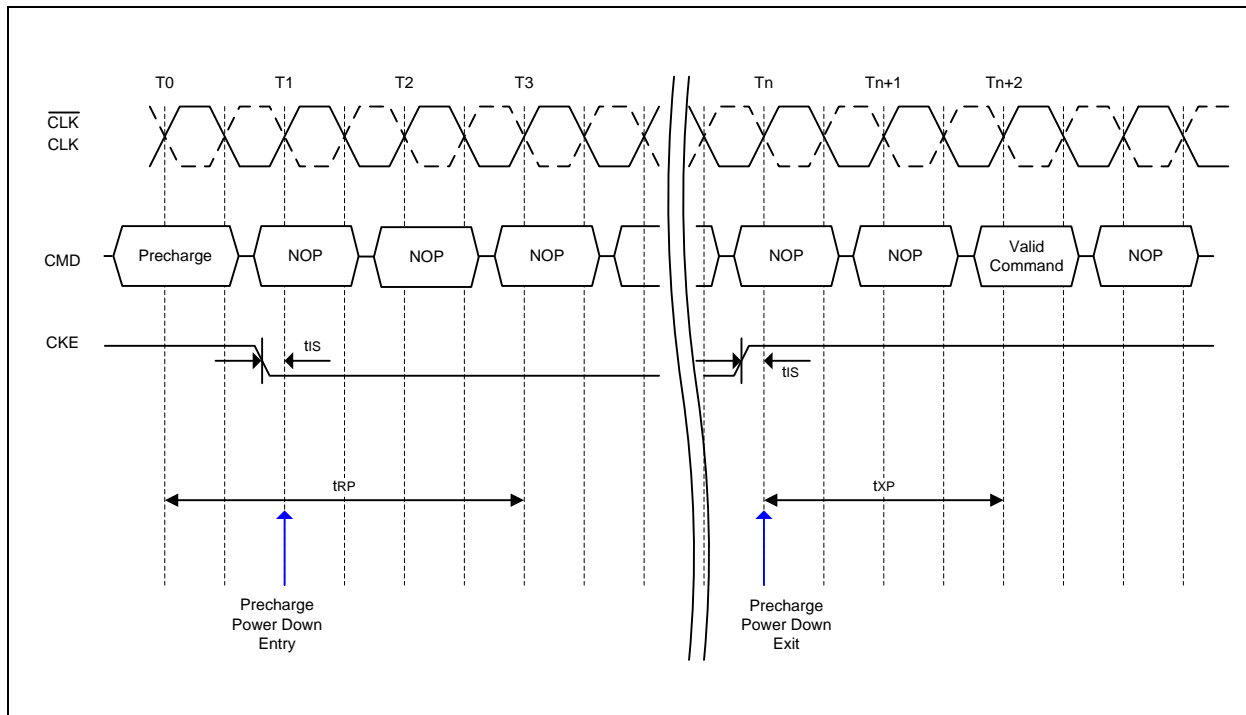 T0 T1 T2 T3 Tn Tn+1 Tn+2
CLK
CLK
CMD Precharge NOP NOP NOP NOP NOP Valid Command NOP
CKE
tIS
tIS
tRP tXP
Precharge
Power Down
Entry
Precharge
Power Down
Exit